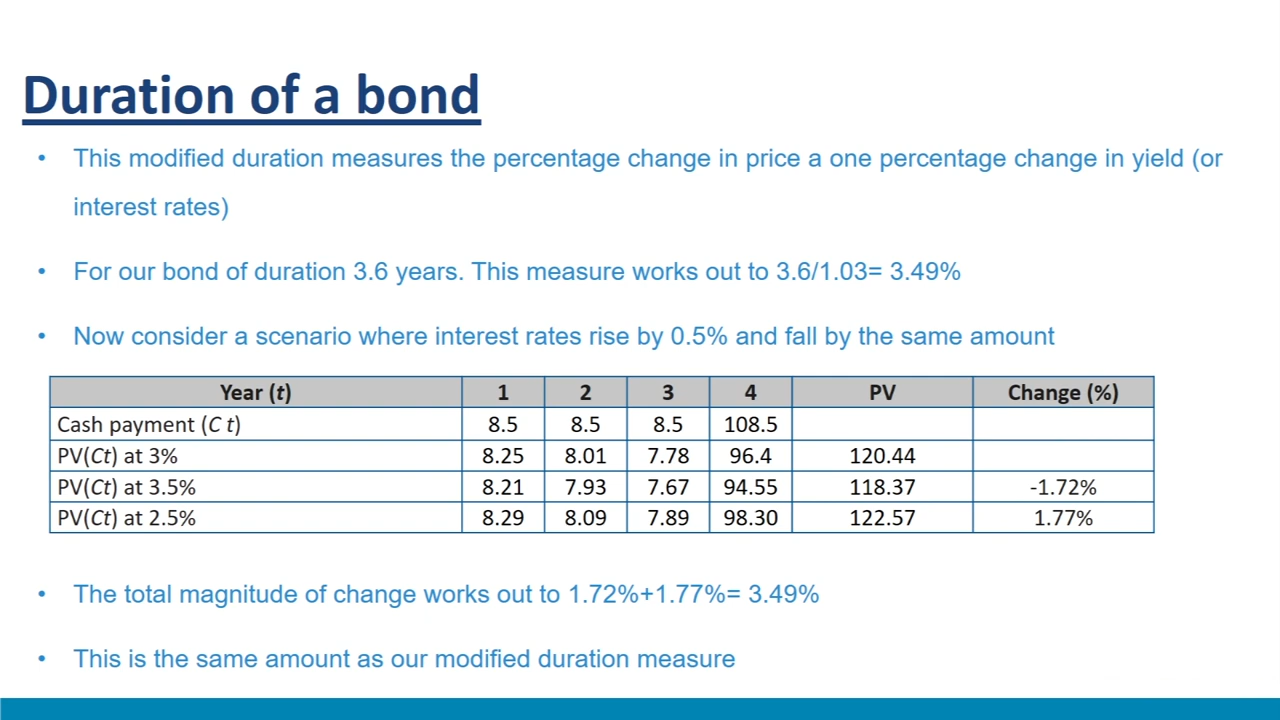 Duration of a bond
• This modified duration measures the percentage change in price a one percentage change in yield (or
interest rates)
• For our bond of duration 3.6 years. This measure works out to 3.6/1.03= 3.49%
• Now consider a scenario where interest rates rise by 0.5% and fall by the same amount
Year (t) 1 2 3 4 PV Change (%)
Cash payment (C t) 8.5 8.5 8.5 108.5
PV(Ct) at 3% 8.25 8.01 7.78 96.4 120.44
PV(Ct) at 3.5% 8.21 7.93 7.67 94.55 118.37 -1.72%
PV(Ct) at 2.5% 8.29 8.09 7.89 98.30 122.57 1.77%
• The total magnitude of change works out to 1.72%+1.77%= 3.49%
• This is the same amount as our modified duration measure